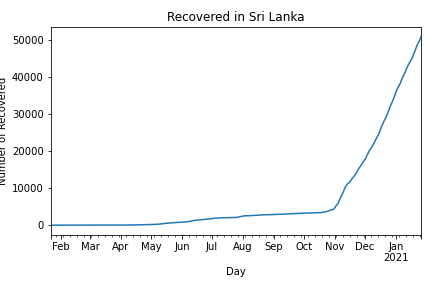 Recovered in Sri Lanka
50000
40000
30000
20000
10000
0
Number of Recovered
Feb Mar Apr May Jun Jul Aug Sep Oct Nov Dec Jan
2021
Day